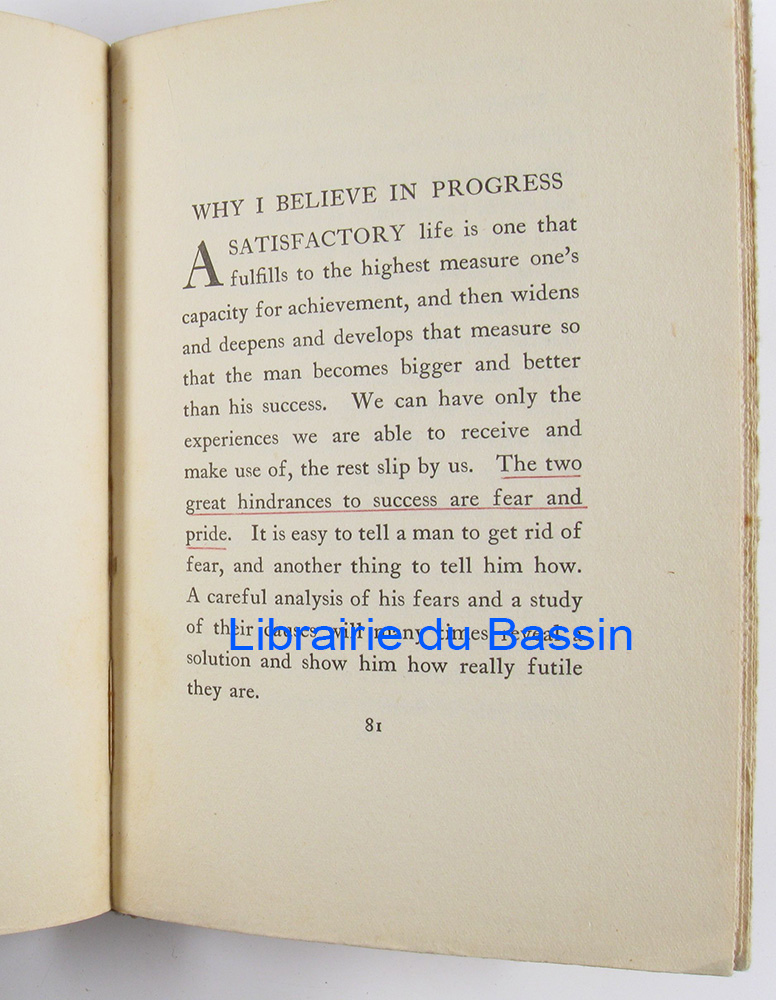 WHY I BELIEVE IN PROGRESS
A SATISFACTORY life is one that
fulfills to the highest measure one's
capacity for achievement, and then widens
and deepens and develops that measure so
that the man becomes bigger and better
than his success. We can have only the
experiences we are able to receive and
make use of, the rest slip by us. The two
great hindrances to success are fear and
pride. It is easy to tell a man to get rid of
fear, and another thing to tell him how.
A careful analysis of his fears and a study
of their causes will many times reveal a
Librairie du Bassin
solution and show him how really futile
they are.
81